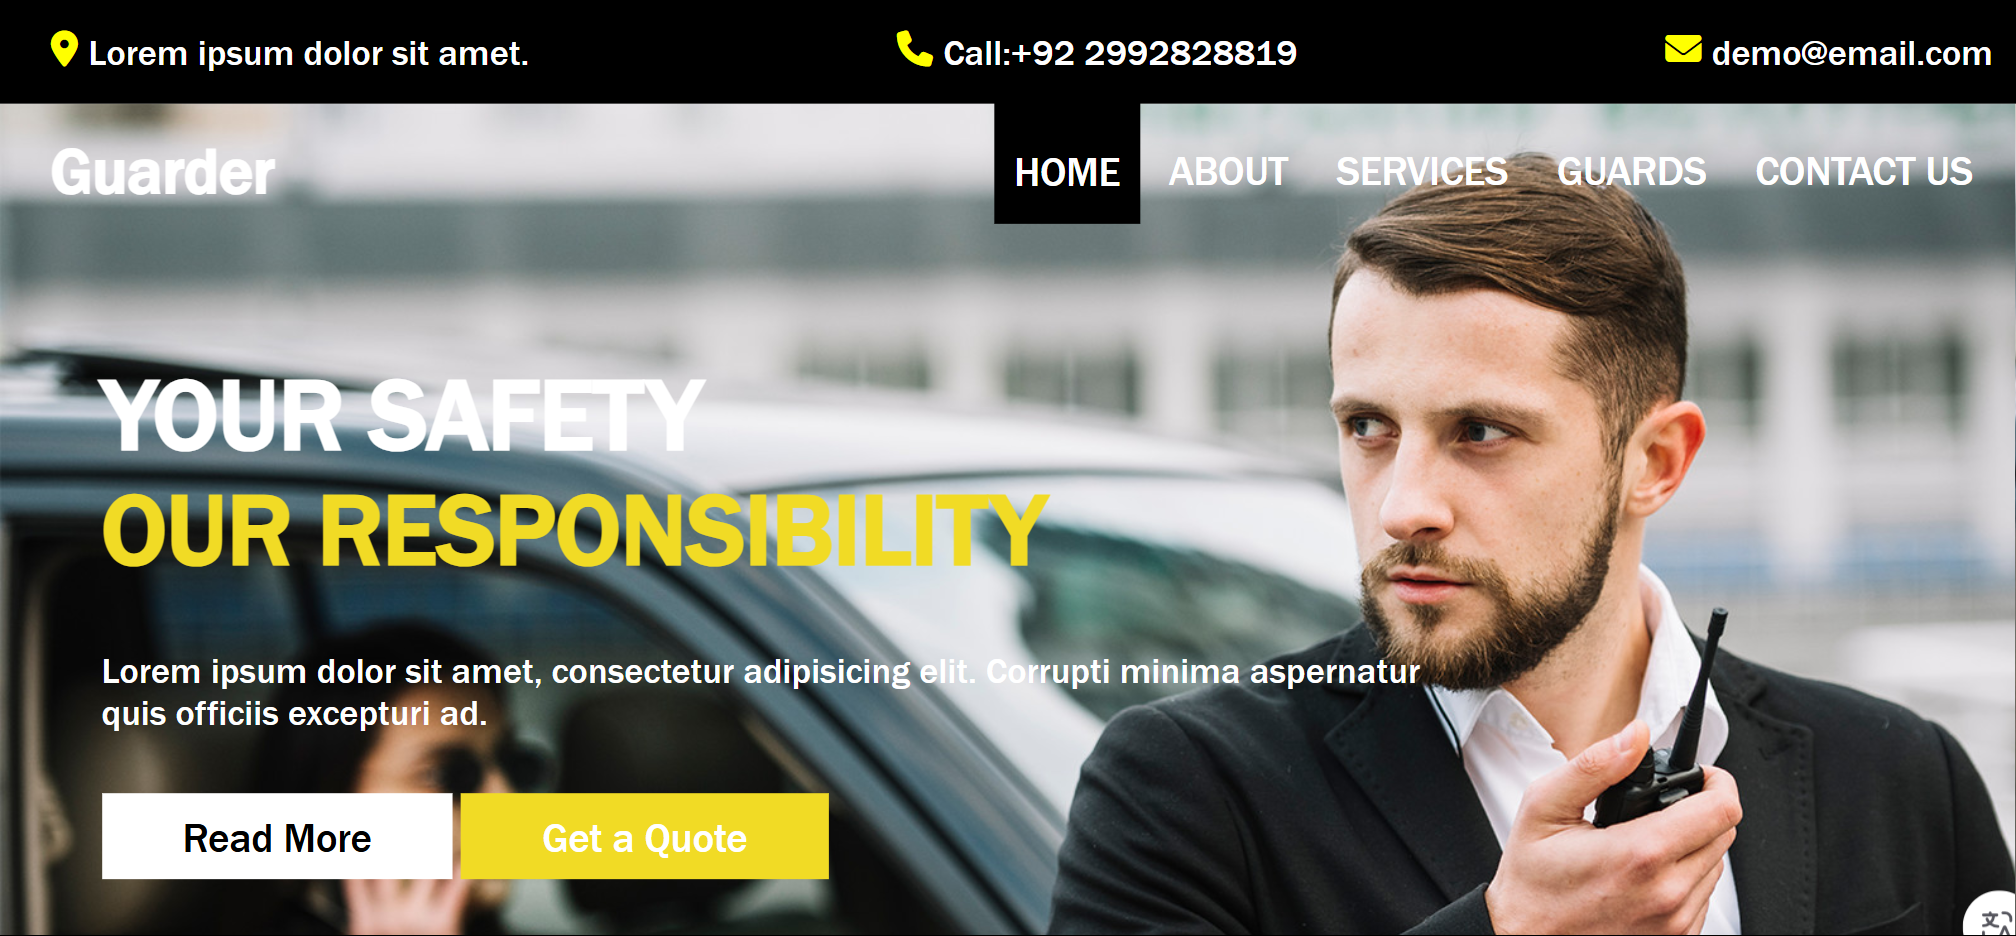 Lorem ipsum dolor sit amet.
Call:+92 2992828819
demo@email.com
Guarder
HOME
ABOUT
SERVICES
GUARDS
CONTACT US
YOUR SAFETY
OUR RESPONSIBILITY
Lorem ipsum dolor sit amet, consectetur adipisicing elit. Corrupti minima aspernatur
quis officiis excepturi ad.
Read More
Get a Quote